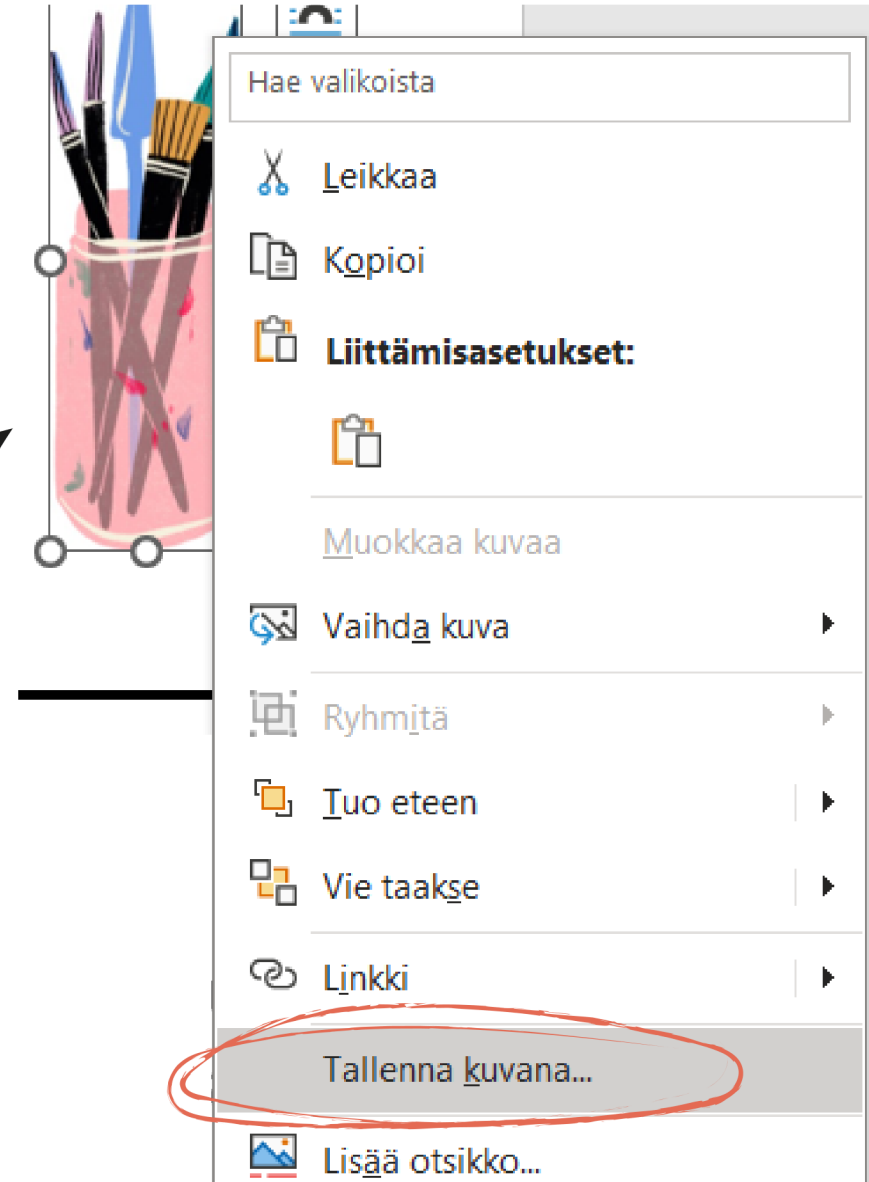 Hae valikoista
Leikkaa
Kopioi
Liittämisasetukset:
Muokkaa kuvaa
Vaihda kuva
Ryhmitä
Tuo eteen
Vie taakse
Linkki
Tallenna kuvana...
Lisää otsikko...